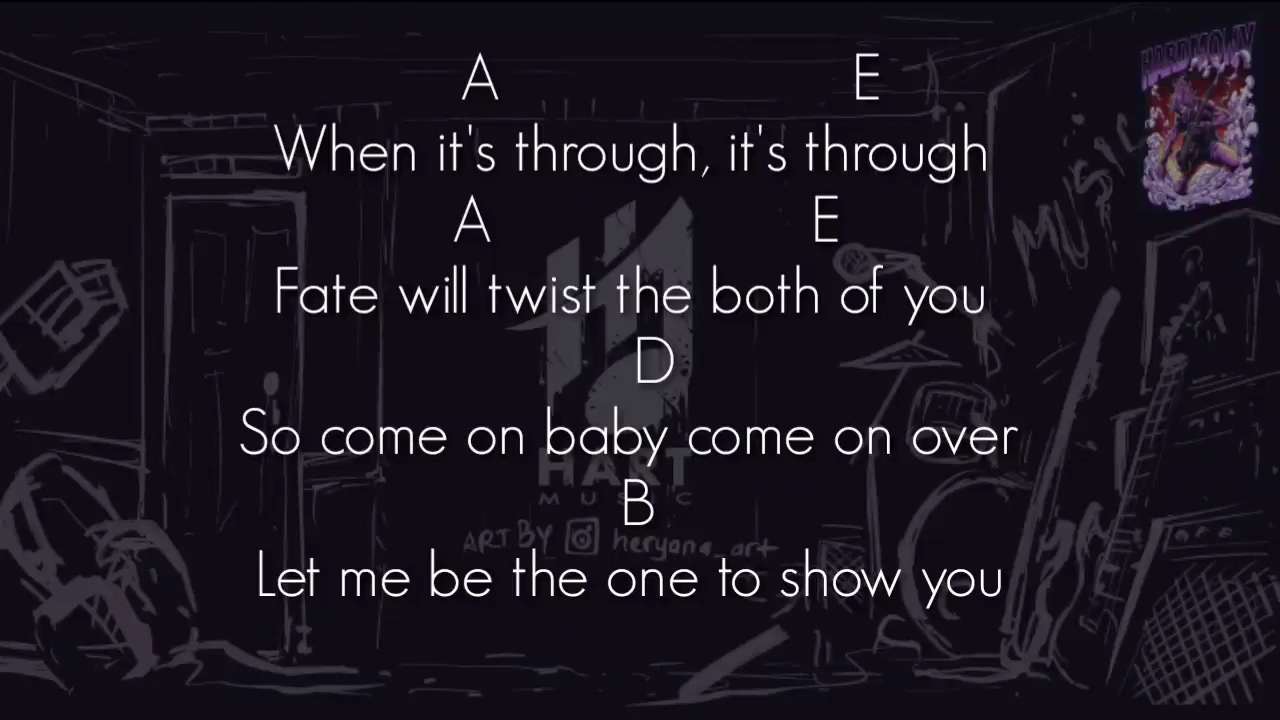 HARDMOWY
A E
When it's through, it's through
MUSIC
A E
Fate will twist the both of you
D
So come on baby come on over
HART
MUSIC
B
ART BY heryana_art
Let me be the one to show you